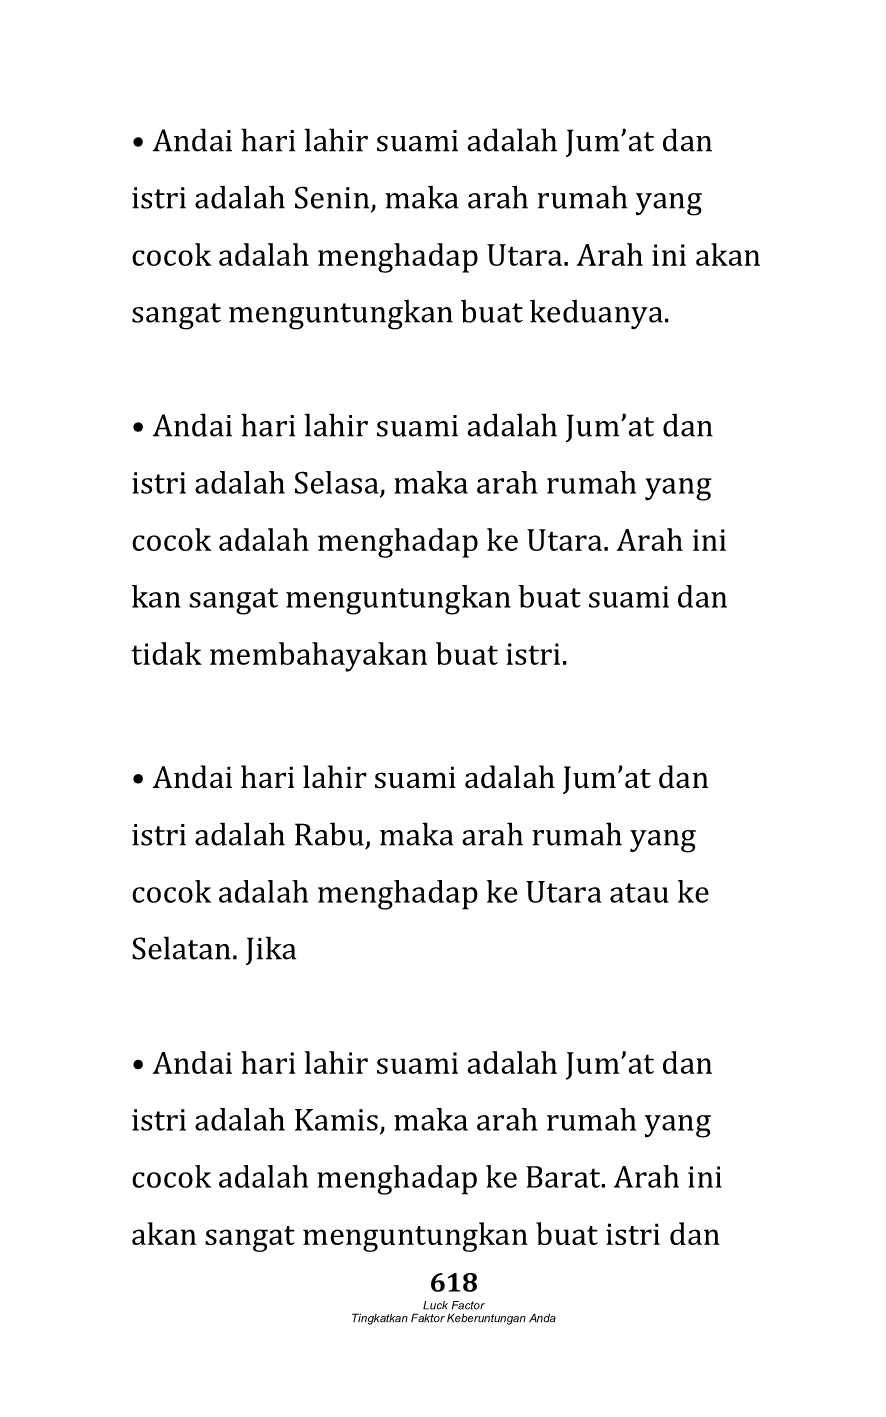 • Andai hari lahir suami adalah Jum’at dan
istri adalah Senin, maka arah rumah yang
cocok adalah menghadap Utara. Arah ini akan
sangat menguntungkan buat keduanya.
• Andai hari lahir suami adalah Jum’at dan
istri adalah Selasa, maka arah rumah yang
cocok adalah menghadap ke Utara. Arah ini
kan sangat menguntungkan buat suami dan
tidak membahayakan buat istri.
• Andai hari lahir suami adalah Jum’at dan
istri adalah Rabu, maka arah rumah yang
cocok adalah menghadap ke Utara atau ke
Selatan. Jika
• Andai hari lahir suami adalah Jum’at dan
istri adalah Kamis, maka arah rumah yang
cocok adalah menghadap ke Barat. Arah ini
akan sangat menguntungkan buat istri dan
618
Luck Factor
Tingkatkan Faktor Keberuntungan Anda